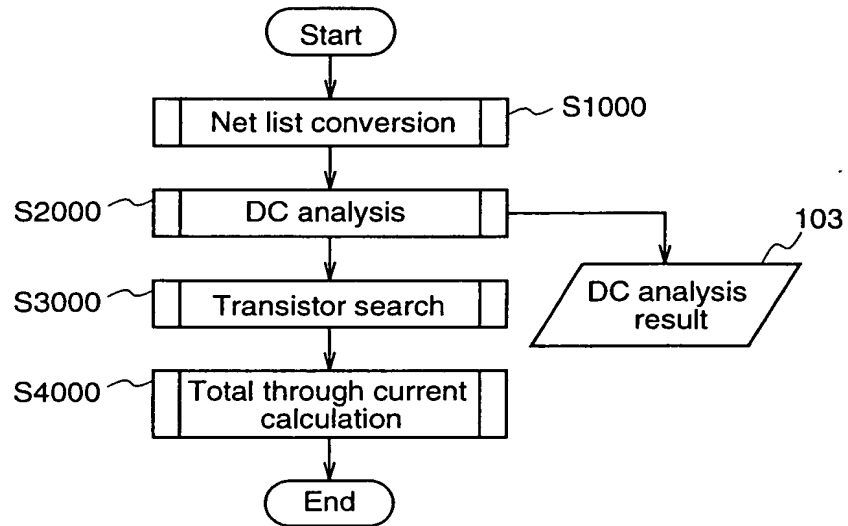 Start
Net list conversion
S1000
S2000
DC analysis
103
DC analysis
result
S3000
Transistor search
S4000
Total through current
calculation
End